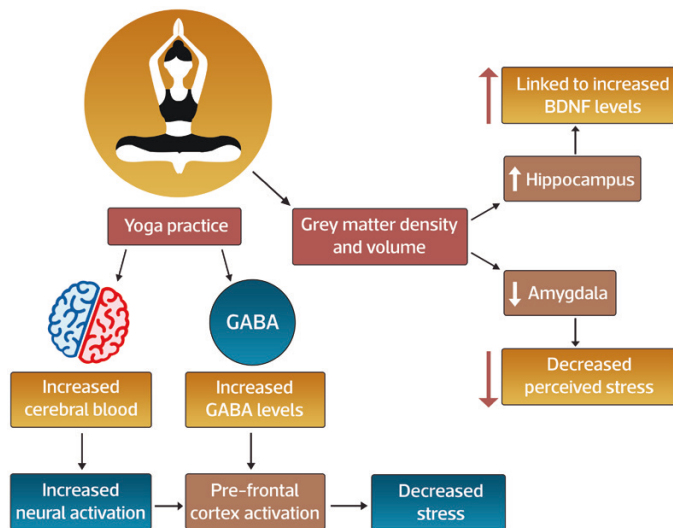 Linked to increased
BDNF levels
Hippocampus
Yoga practice
Grey matter density
and volume
Amygdala
GABA
Decreased
perceived stress
Increased
cerebral blood
Increased
GABA levels
Increased
neural activation
Pre-frontal
cortex activation
Decreased
stress